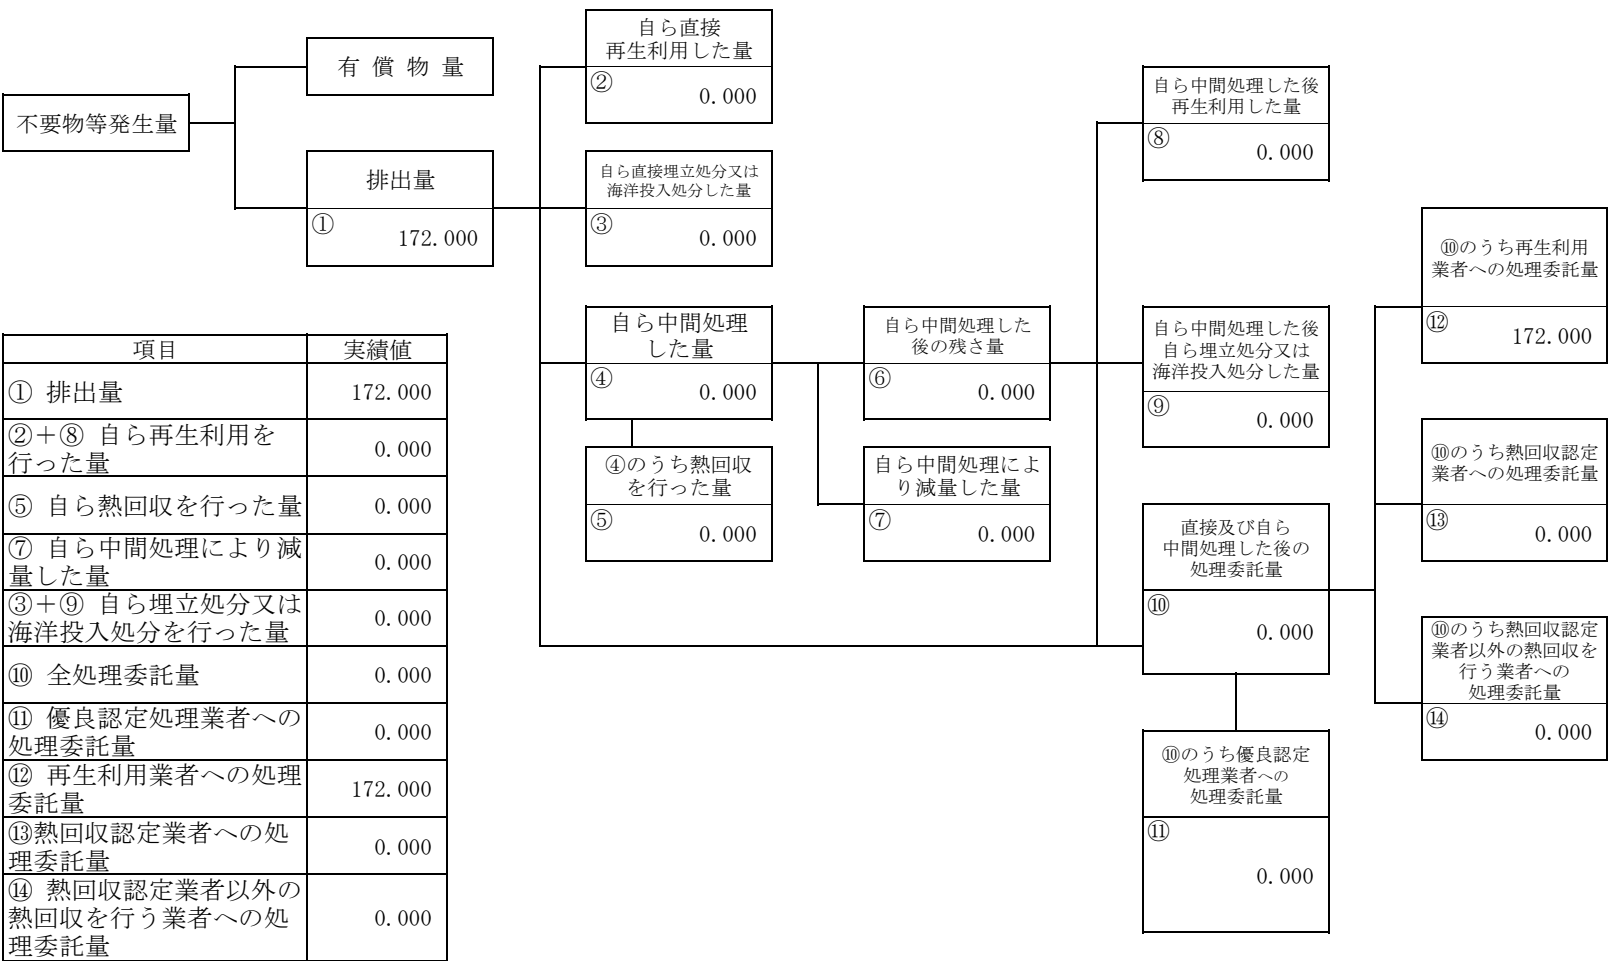 不要物等発生量
有 償 物 量
排出量
①
172.000
自ら直接
再生利用した量
②
0.000
自ら直接埋立処分又は
海洋投入処分した量
③
0.000
自ら中間処理
した量
④
0.000
④のうち熱回収
を行った量
⑤
0.000
自ら中間処理した
後の残さ量
⑥
0.000
自ら中間処理によ
り減量した量
⑦
0.000
自ら中間処理した後
再生利用した量
⑧
0.000
自ら中間処理した後
自ら埋立処分又は
海洋投入処分した量
⑨
0.000
直接及び自ら
中間処理した後の
処理委託量
⑩
0.000
⑩のうち優良認定
処理業者への
処理委託量
⑪
0.000
⑩のうち再生利用
業者への処理委託量
⑫
172.000
⑩のうち熱回収認定
業者への処理委託量
⑬
0.000
⑩のうち熱回収認定
業者以外の熱回収を
行う業者への
処理委託量
⑭
0.000
項目 実績値
① 排出量 172.000
②＋⑧ 自ら再生利用を
行った量 0.000
⑤ 自ら熱回収を行った量 0.000
⑦ 自ら中間処理により減
量した量 0.000
③＋⑨ 自ら埋立処分又は
海洋投入処分を行った量 0.000
⑩ 全処理委託量 0.000
⑪ 優良認定処理業者への
処理委託量 0.000
⑫ 再生利用業者への処理
委託量 172.000
⑬熱回収認定業者への処
理委託量 0.000
⑭ 熱回収認定業者以外の
熱回収を行う業者への処
理委託量 0.000